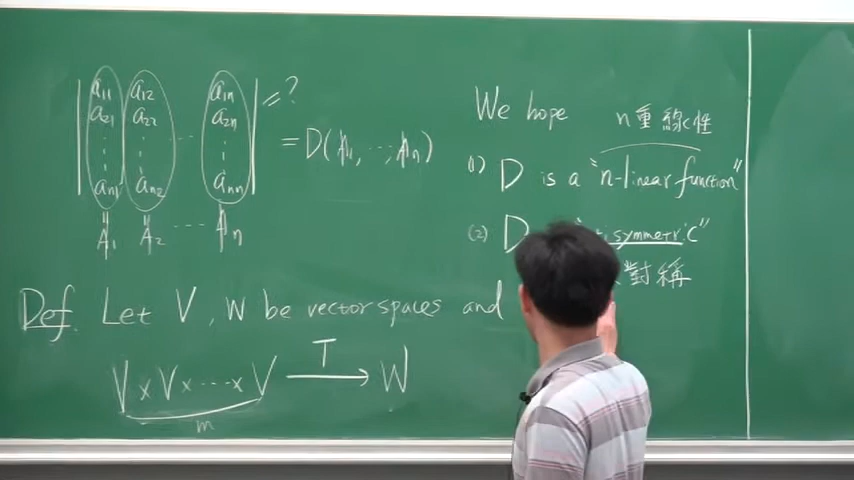 a11 a12 a1n
a21 a22 ... a2n = ?
= D(A1, ..., An)
an1 an2 ann
A1 A2 ... An
We hope n重線性
(1) D is a "n-linear function"
(2) D symmetric"
對稱
Def. Let V, W be vector spaces and
V × V × ... × V T W
m